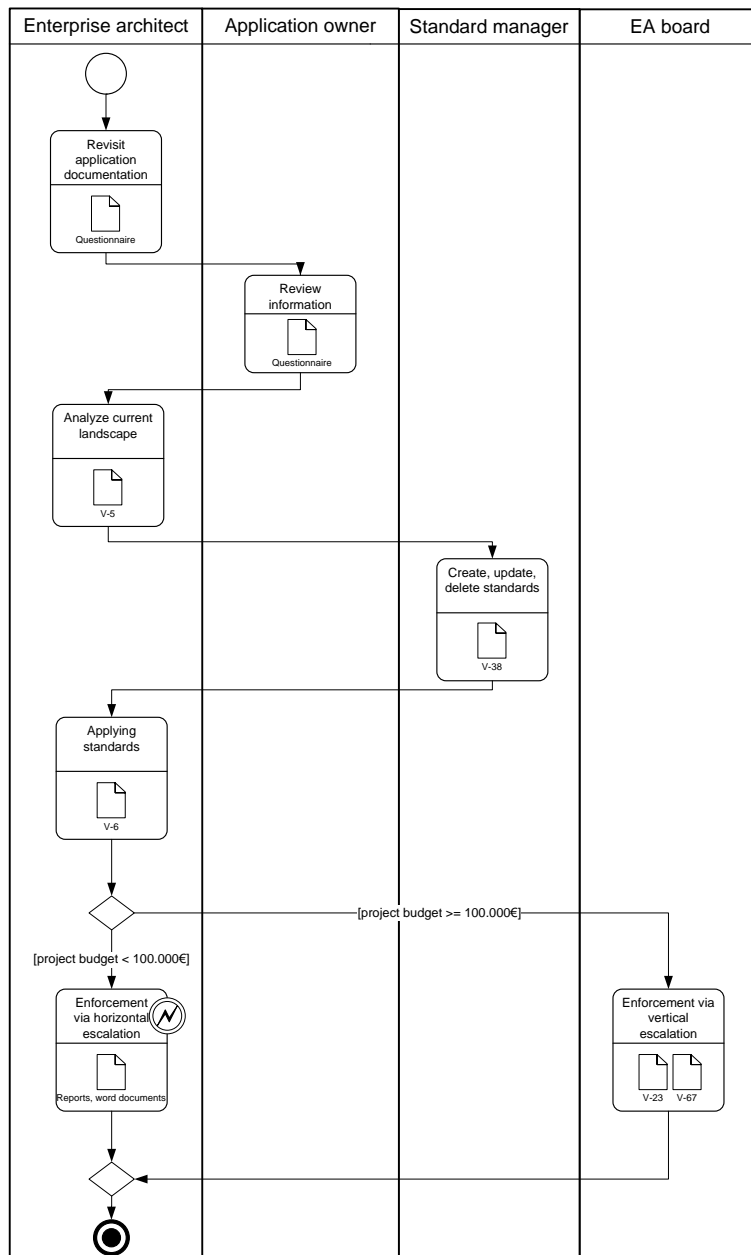 Enterprise architect
Application owner
Standard manager
EA board
Revisit
application
documentation
Questionnaire
Review
information
Questionnaire
Analyze current
landscape
V-5
Create, update,
delete standards
V-38
Applying
standards
V-6
[project budget >= 100.000€]
[project budget < 100.000€]
Enforcement
via horizontal
escalation
Reports, word documents
Enforcement via
vertical
escalation
V-23
V-67